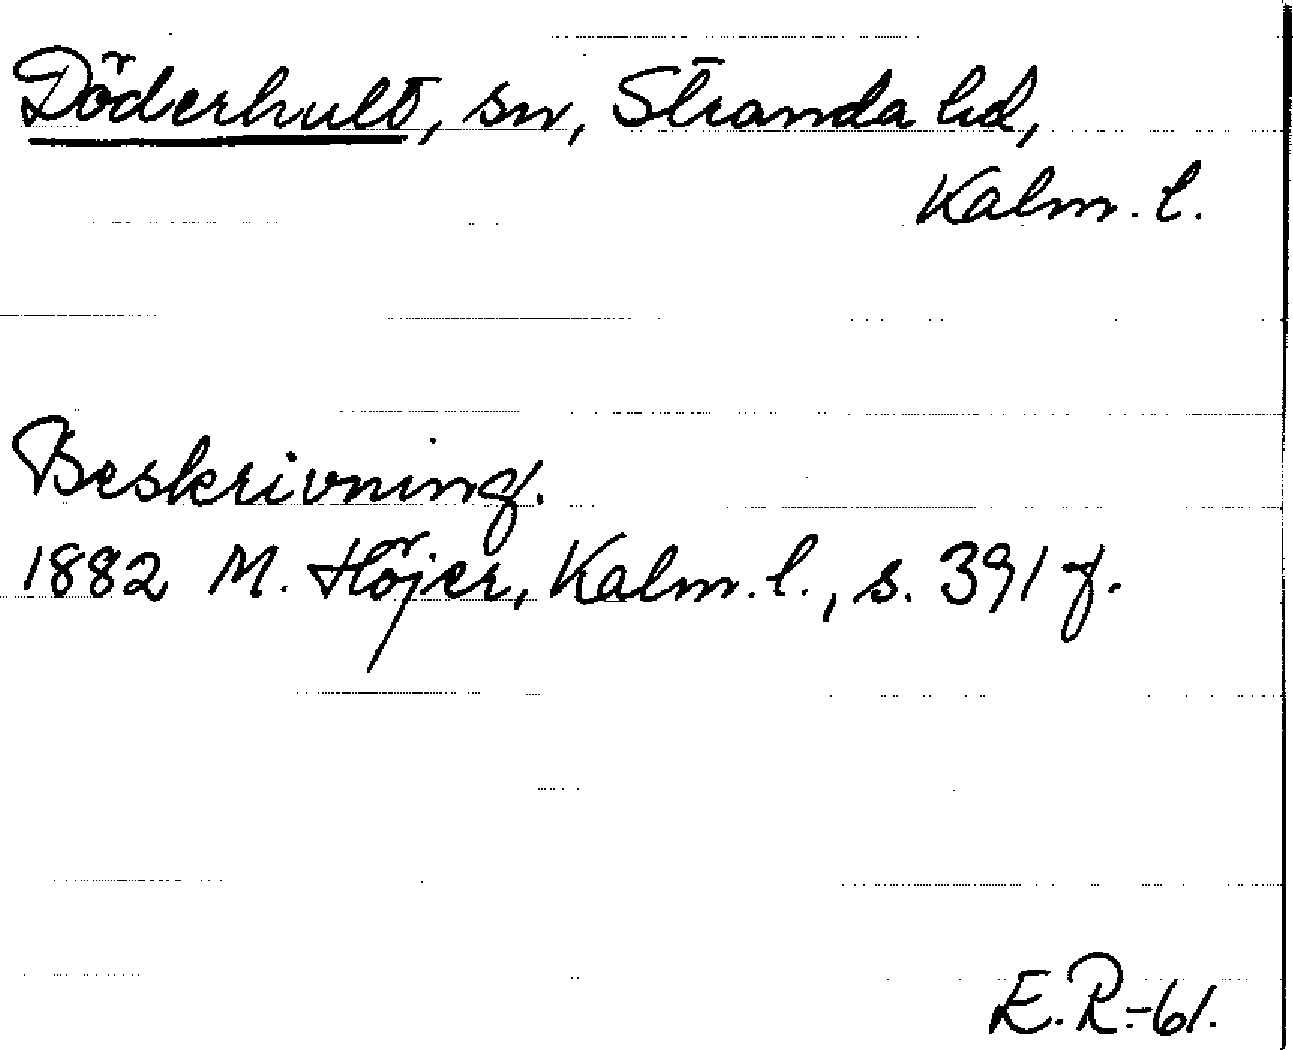 Döderhult, sn, Stranda hd,
Kalm. l.
Beskrivning.
1882 M. Höjer, Kalm. l., s. 391 f.
E.R.-61.